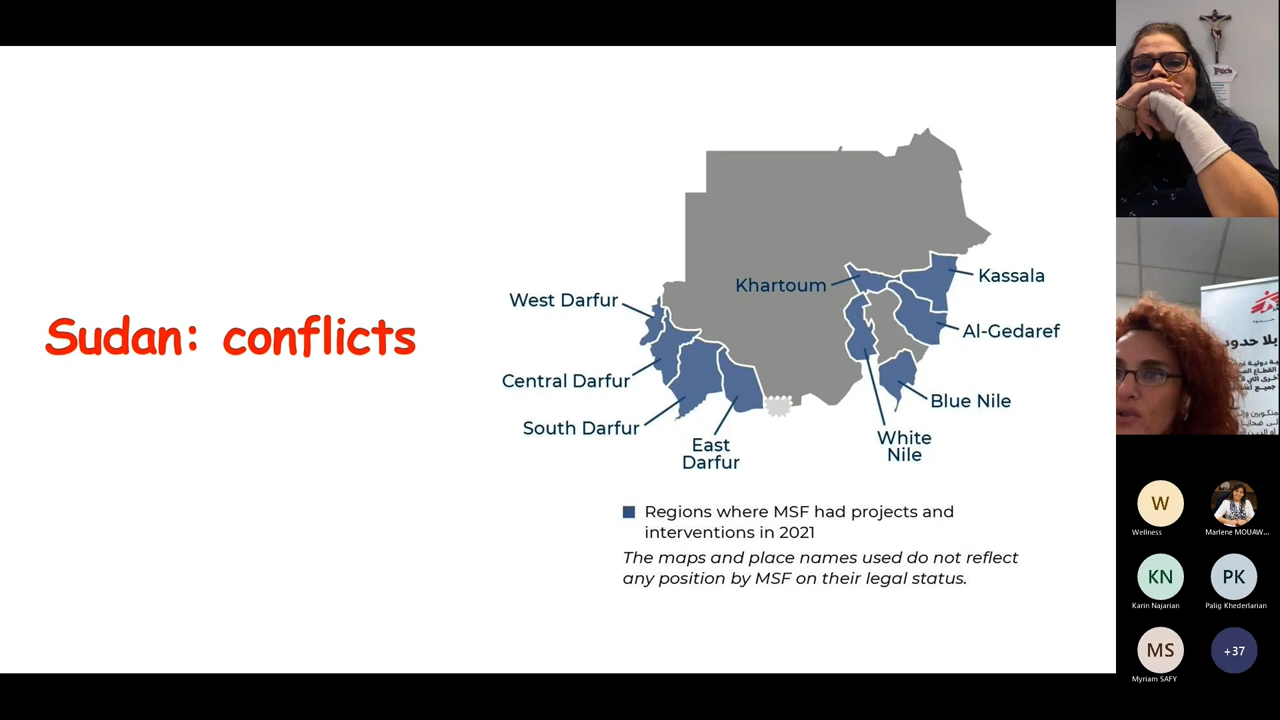 Sudan: conflicts
Khartoum
Kassala
West Darfur
Al-Gedaref
Central Darfur
Blue Nile
South Darfur
East
Darfur
White
Nile
Regions where MSF had projects and
interventions in 2021
The maps and place names used do not reflect
any position by MSF on their legal status.
بلا حدود
W
Wellness
Marlene MOUAW...
KN
Karin Najarian
PK
Palig Khederlarian
MS
Myriam SAFY
+37